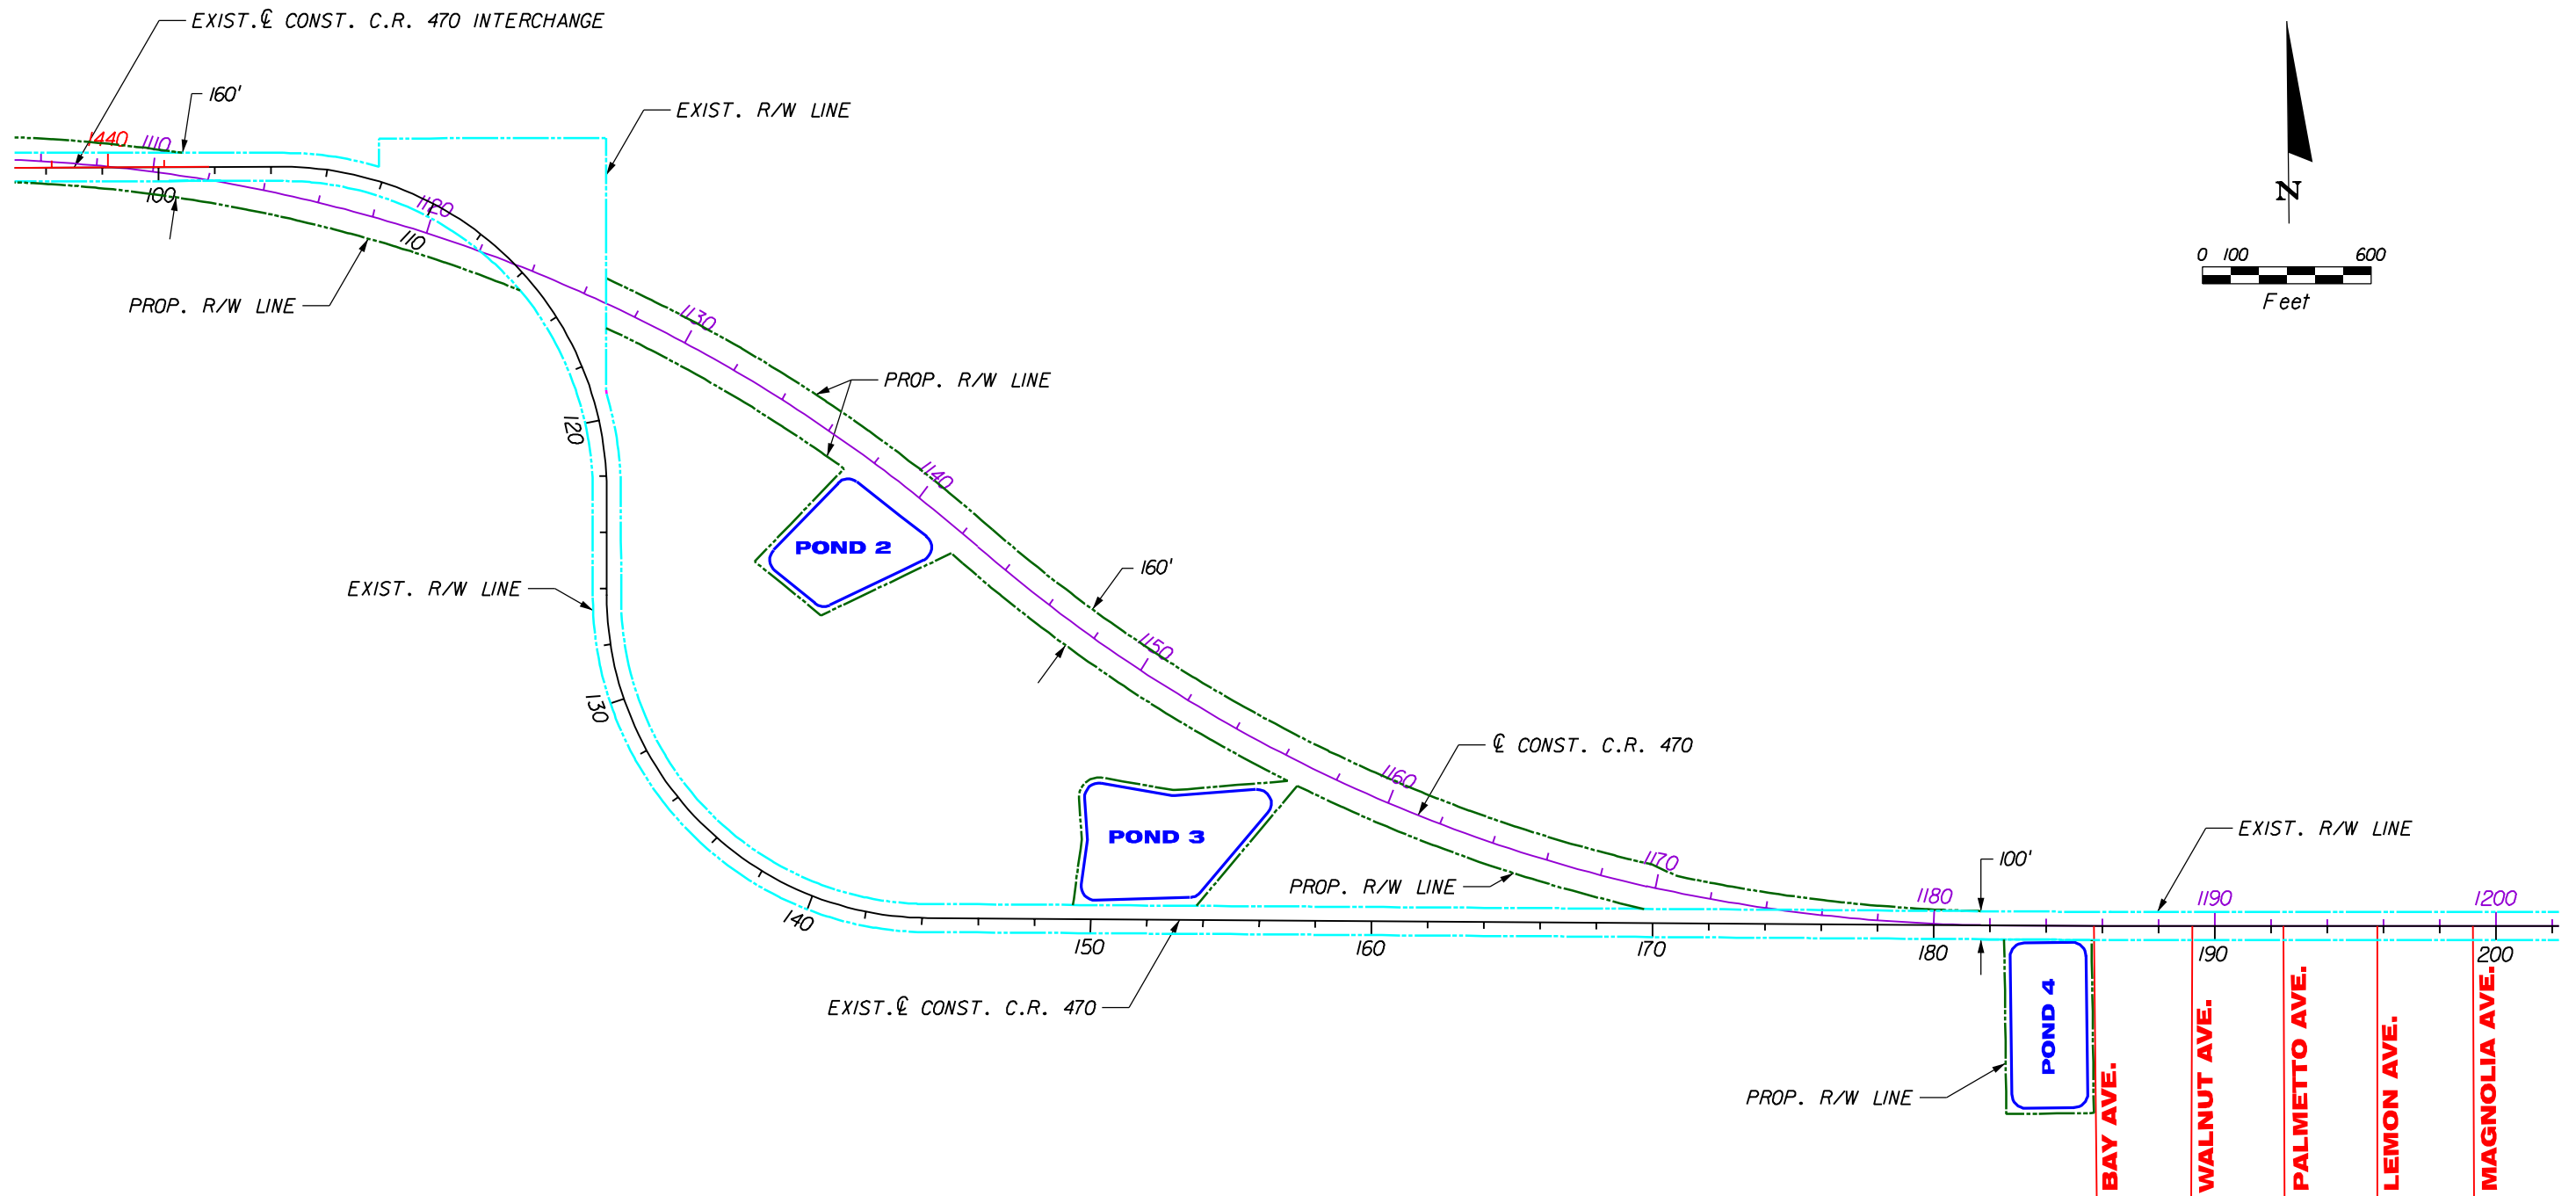 EXIST.℄ CONST. C.R. 470 INTERCHANGE
160'
EXIST. R/W LINE
1440
1110
100
1120
110
N
0 100 600
Feet
PROP. R/W LINE
1130
PROP. R/W LINE
120
1140
POND 2
160'
EXIST. R/W LINE
1150
130
℄ CONST. C.R. 470
1160
POND 3
EXIST. R/W LINE
1170
100'
PROP. R/W LINE
1180
1190
1200
140
150
160
170
180
190
200
EXIST.℄ CONST. C.R. 470
POND 4
PROP. R/W LINE
BAY AVE.
WALNUT AVE.
PALMETTO AVE.
LEMON AVE.
MAGNOLIA AVE.